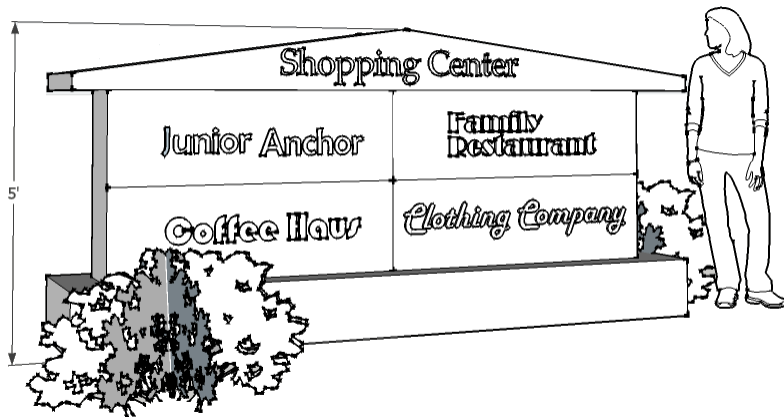 Shopping Center
Junior Anchor
Family
Restaurant
Coffee Haus
Clothing Company
5'